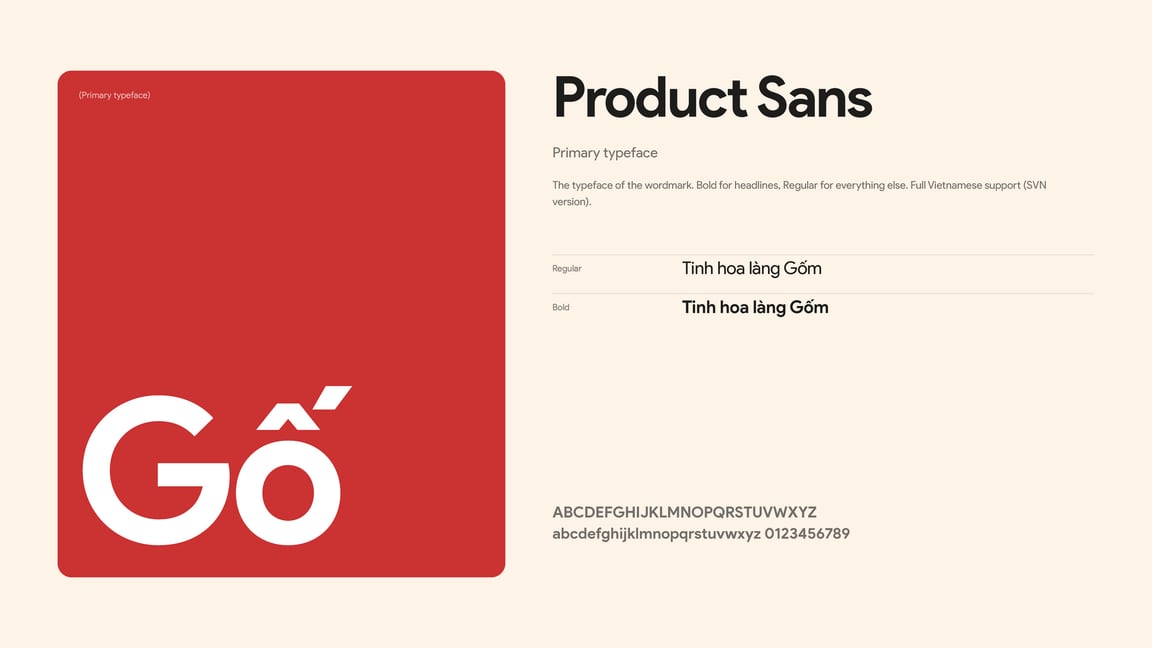 (Primary typeface)
Gố
Product Sans
Primary typeface
The typeface of the wordmark. Bold for headlines, Regular for everything else. Full Vietnamese support (SVN
version).
Regular Tinh hoa làng Gốm
Bold Tinh hoa làng Gốm
ABCDEFGHIJKLMNOPQRSTUVWXYZ
abcdefghijklmnopqrstuvwxyz 0123456789